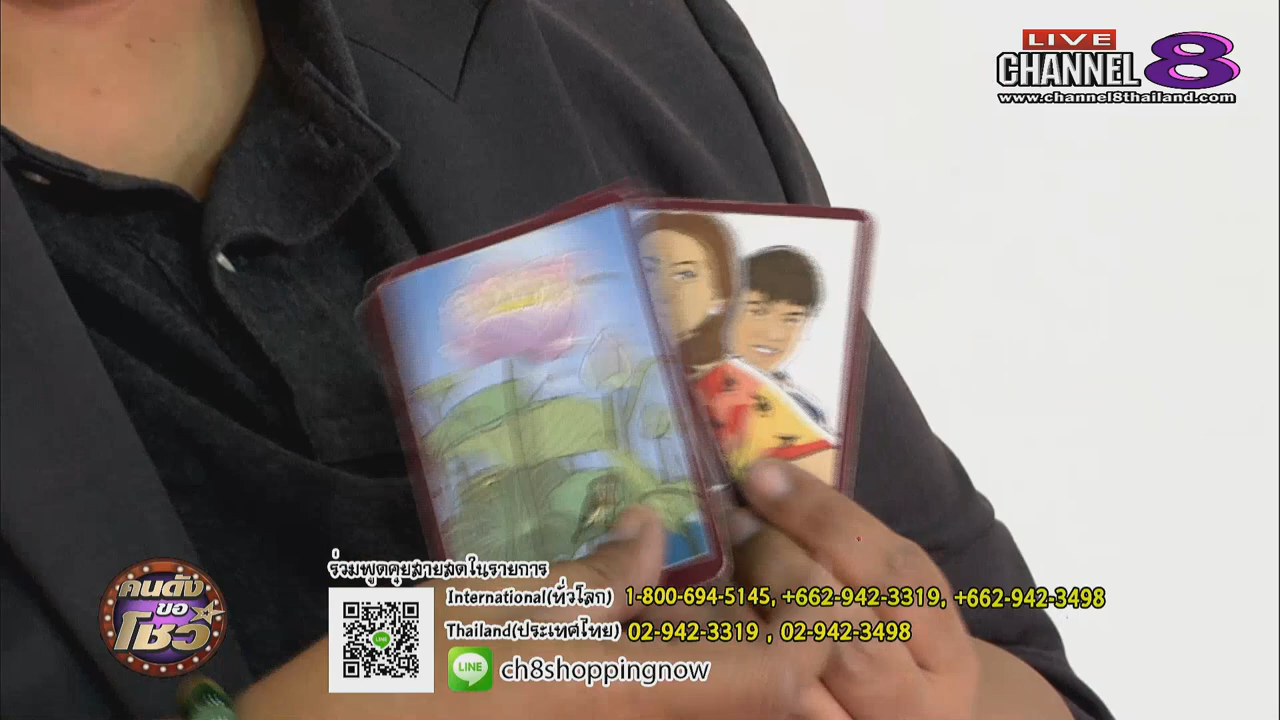 LIVE
CHANNEL 8
www.channel8thailand.com
ร่วมพูดคุยสายสดในรายการ
International(ทั่วโลก) 1-800-694-5145, +662-942-3319, +662-942-3498
Thailand(ประเทศไทย) 02-942-3319 , 02-942-3498
LINE ch8shoppingnow
คนดัง
ขอ
โชว์